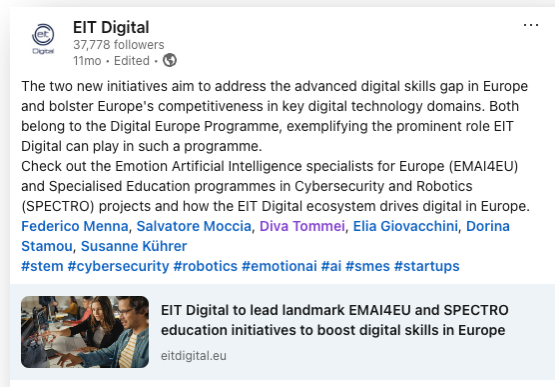 eit
Digital
EIT Digital
37,778 followers
11mo • Edited •
...
The two new initiatives aim to address the advanced digital skills gap in Europe
and bolster Europe's competitiveness in key digital technology domains. Both
belong to the Digital Europe Programme, exemplifying the prominent role EIT
Digital can play in such a programme.
Check out the Emotion Artificial Intelligence specialists for Europe (EMAI4EU)
and Specialised Education programmes in Cybersecurity and Robotics
(SPECTRO) projects and how the EIT Digital ecosystem drives digital in Europe.
Federico Menna, Salvatore Moccia, Diva Tommei, Elia Giovacchini, Dorina
Stamou, Susanne Kührer
#stem #cybersecurity #robotics #emotionai #ai #smes #startups
EIT Digital to lead landmark EMAI4EU and SPECTRO
education initiatives to boost digital skills in Europe
eitdigital.eu